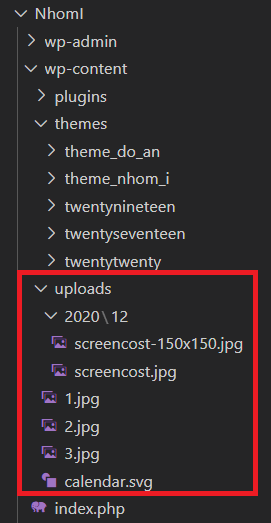 NhomI
wp-admin
wp-content
plugins
themes
theme_do_an
theme_nhom_i
twentynineteen
twentyseventeen
twentytwenty
uploads
2020\12
screencost-150x150.jpg
screencost.jpg
1.jpg
2.jpg
3.jpg
calendar.svg
index.php